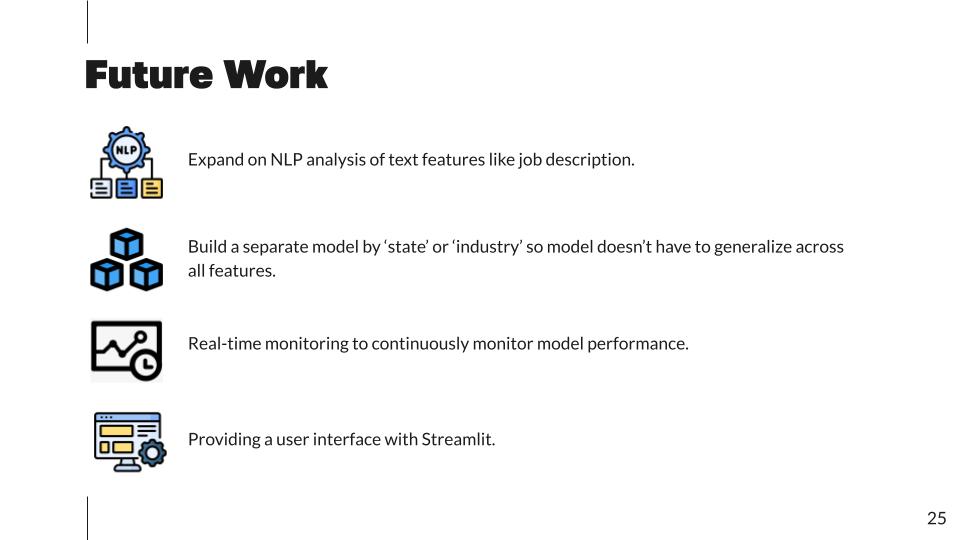 Future Work
NLP
Expand on NLP analysis of text features like job description.
Build a separate model by ‘state’ or ‘industry’ so model doesn’t have to generalize across
all features.
Real-time monitoring to continuously monitor model performance.
Providing a user interface with Streamlit.
25